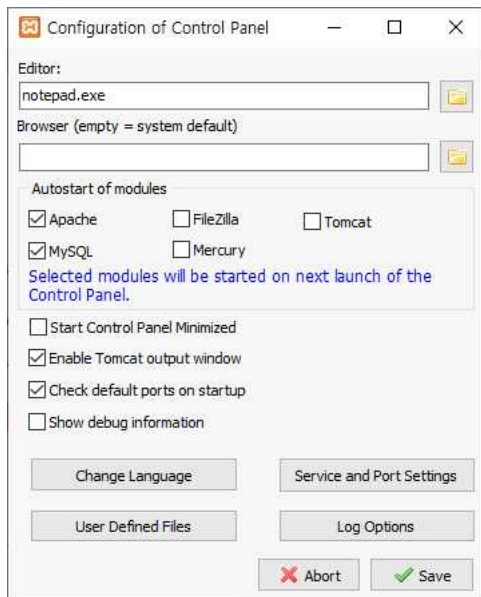 Configuration of Control Panel
Editor:
notepad.exe
Browser (empty = system default)
Autostart of modules
Apache FileZilla Tomcat
MySQL Mercury
Selected modules will be started on next launch of the
Control Panel.
Start Control Panel Minimized
Enable Tomcat output window
Check default ports on startup
Show debug information
Change Language Service and Port Settings
User Defined Files Log Options
Abort Save